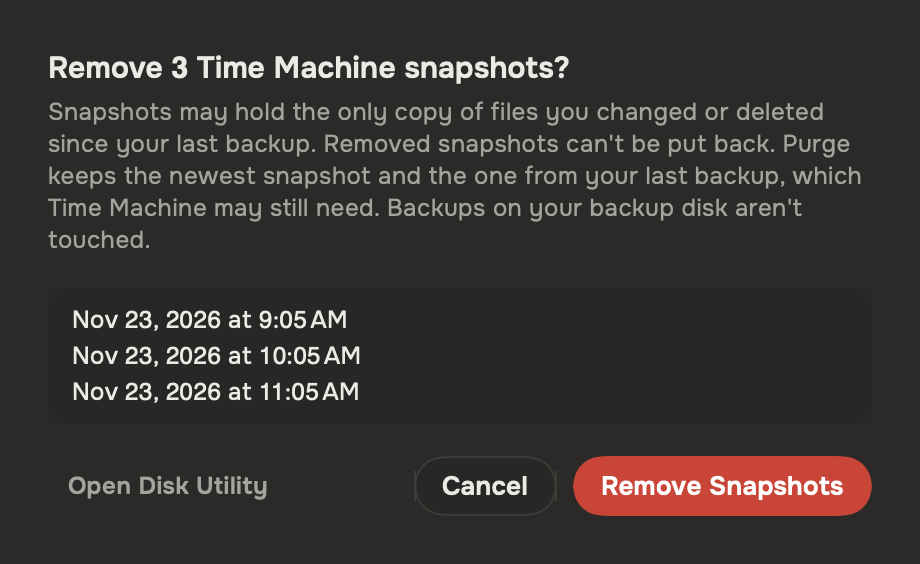 Remove 3 Time Machine snapshots?
Snapshots may hold the only copy of files you changed or deleted
since your last backup. Removed snapshots can't be put back. Purge
keeps the newest snapshot and the one from your last backup, which
Time Machine may still need. Backups on your backup disk aren't
touched.
Nov 23, 2026 at 9:05 AM
Nov 23, 2026 at 10:05 AM
Nov 23, 2026 at 11:05 AM
Open Disk Utility
Cancel
Remove Snapshots